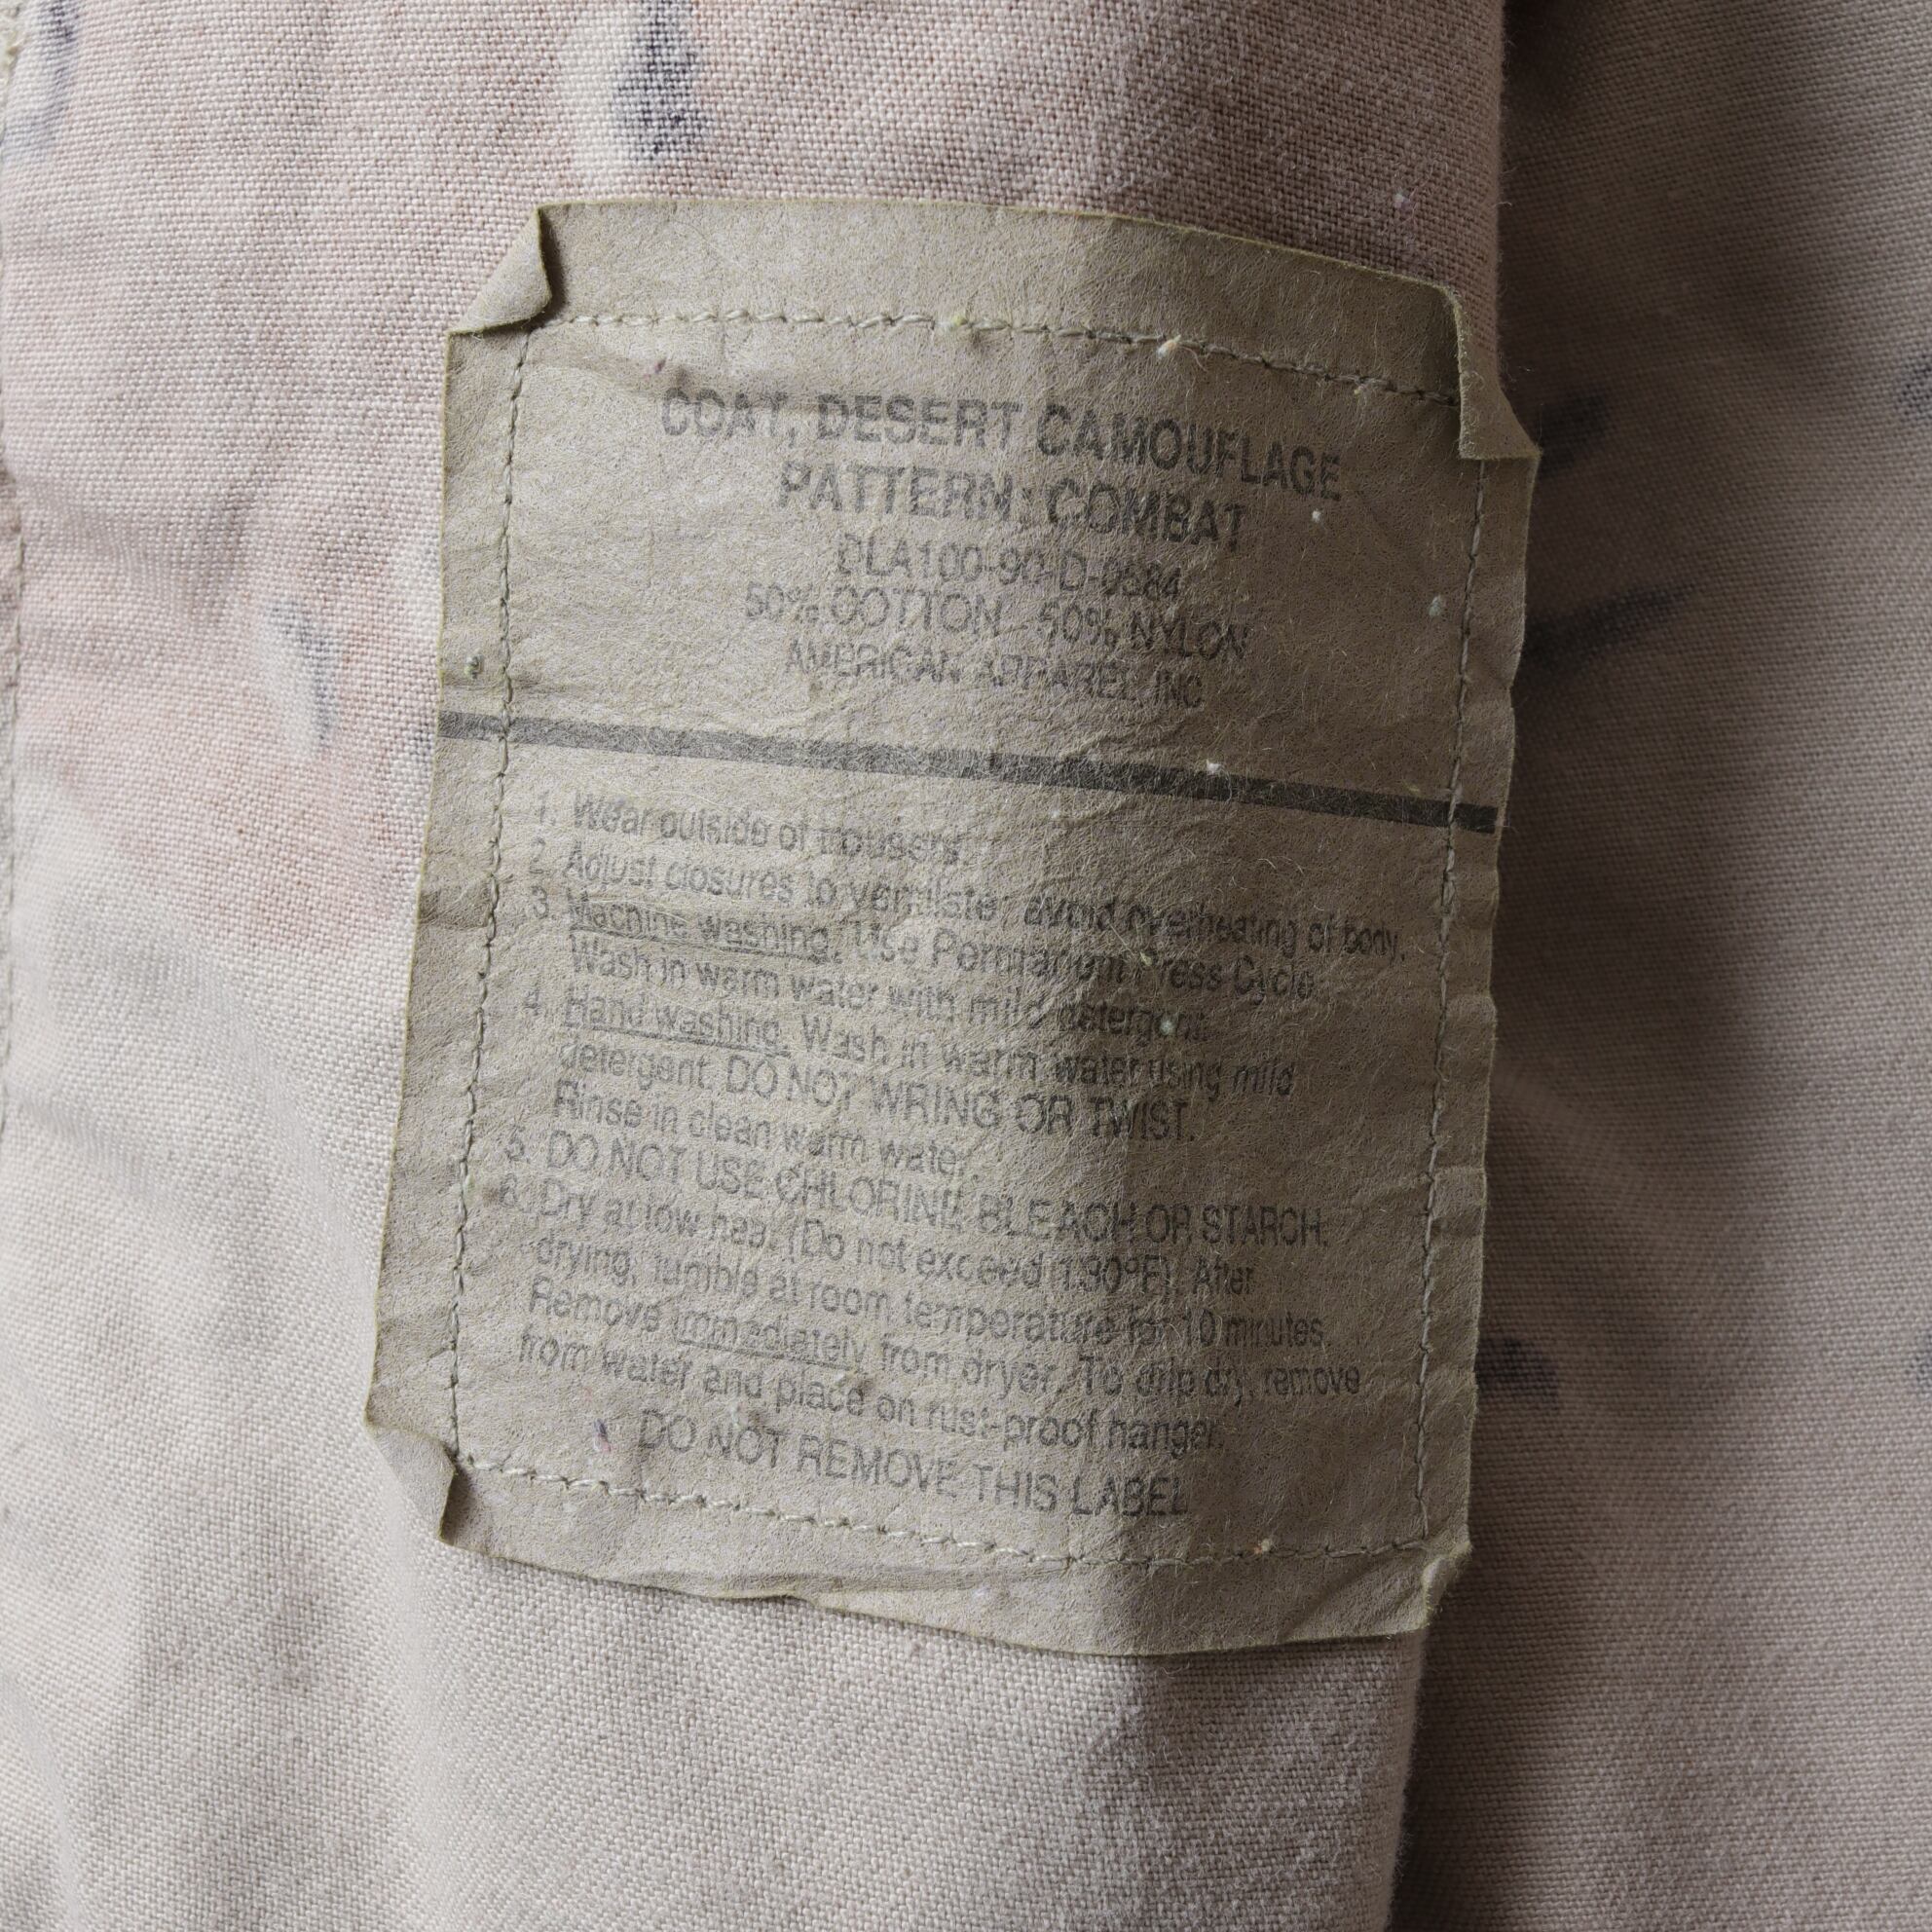 COAT, DESERT CAMOUFLAGE
PATTERN: COMBAT
DLA100-90-D-0584
50% COTTON 50% NYLON
AMERICAN APPAREL, INC
1. Wear outside of trousers.
2. Adjust closures to ventilate; avoid overheating of body.
3. Machine washing. Use Permanent Press Cycle.
Wash in warm water with mild detergent.
4. Hand washing. Wash in warm water using mild
detergent. DO NOT WRING OR TWIST.
Rinse in clean warm water.
5. DO NOT USE CHLORINE BLEACH OR STARCH.
6. Dry at low heat (Do not exceed 130°F). After
drying, tumble at room temperature for 10 minutes.
Remove immediately from dryer. To drip dry, remove
from water and place on rust-proof hanger.
DO NOT REMOVE THIS LABEL